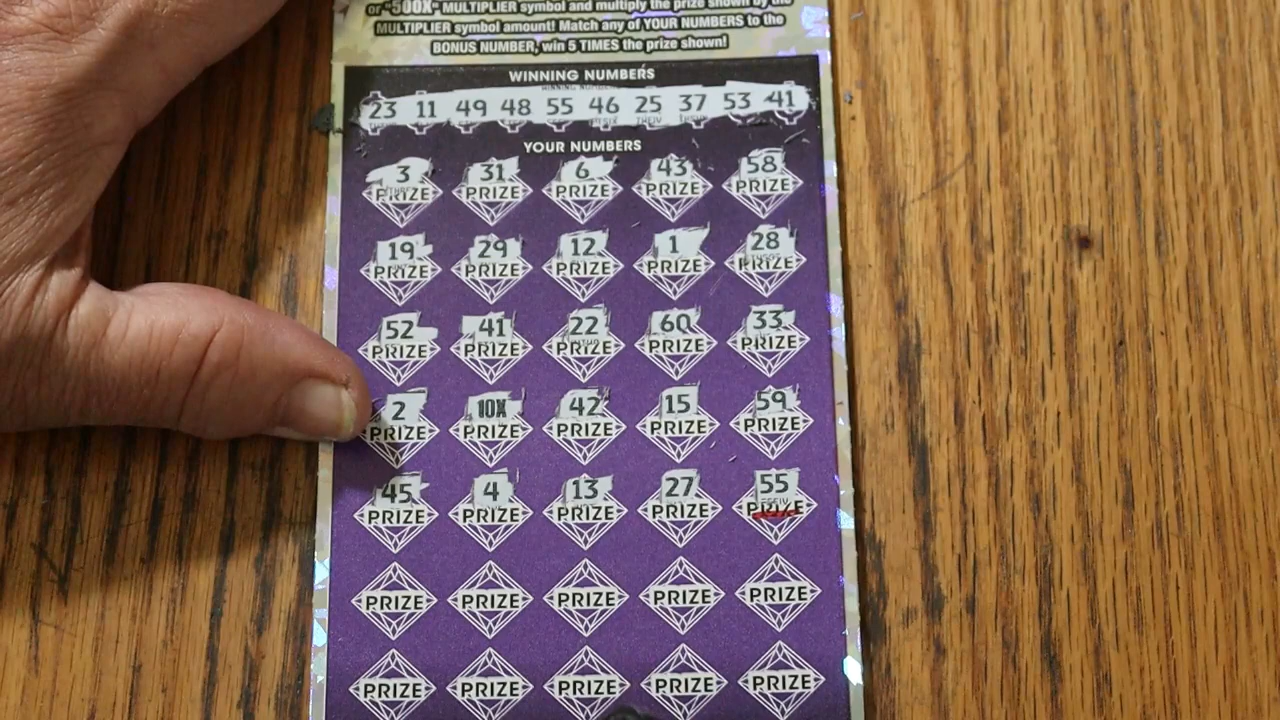 or "500X" MULTIPLIER symbol and multiply the prize shown by the
MULTIPLIER symbol amount! Match any of YOUR NUMBERS to the
BONUS NUMBER, win 5 TIMES the prize shown!
WINNING NUMBERS
23 11 49 48 55 46 25 37 53 41
YOUR NUMBERS
3 31 6 43 58
PRIZE PRIZE PRIZE PRIZE PRIZE
19 29 12 1 28
PRIZE PRIZE PRIZE PRIZE PRIZE
52 41 22 60 33
PRIZE PRIZE PRIZE PRIZE PRIZE
2 10X 42 15 59
PRIZE PRIZE PRIZE PRIZE PRIZE
45 4 13 27 55
PRIZE PRIZE PRIZE PRIZE PRIZE
PRIZE PRIZE PRIZE PRIZE PRIZE
PRIZE PRIZE PRIZE PRIZE PRIZE